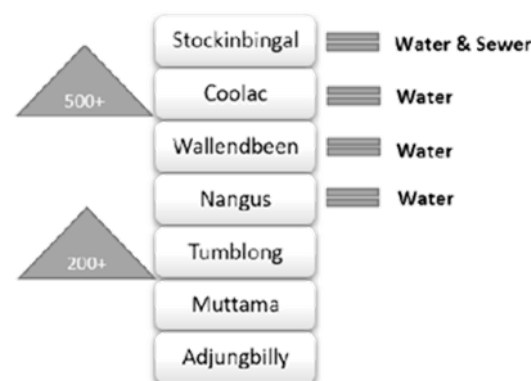 Stockinbingal Water & Sewer
500+ Coolac Water
Wallendbeen Water
Nangus Water
200+ Tumblong
Muttama
Adjungbilly